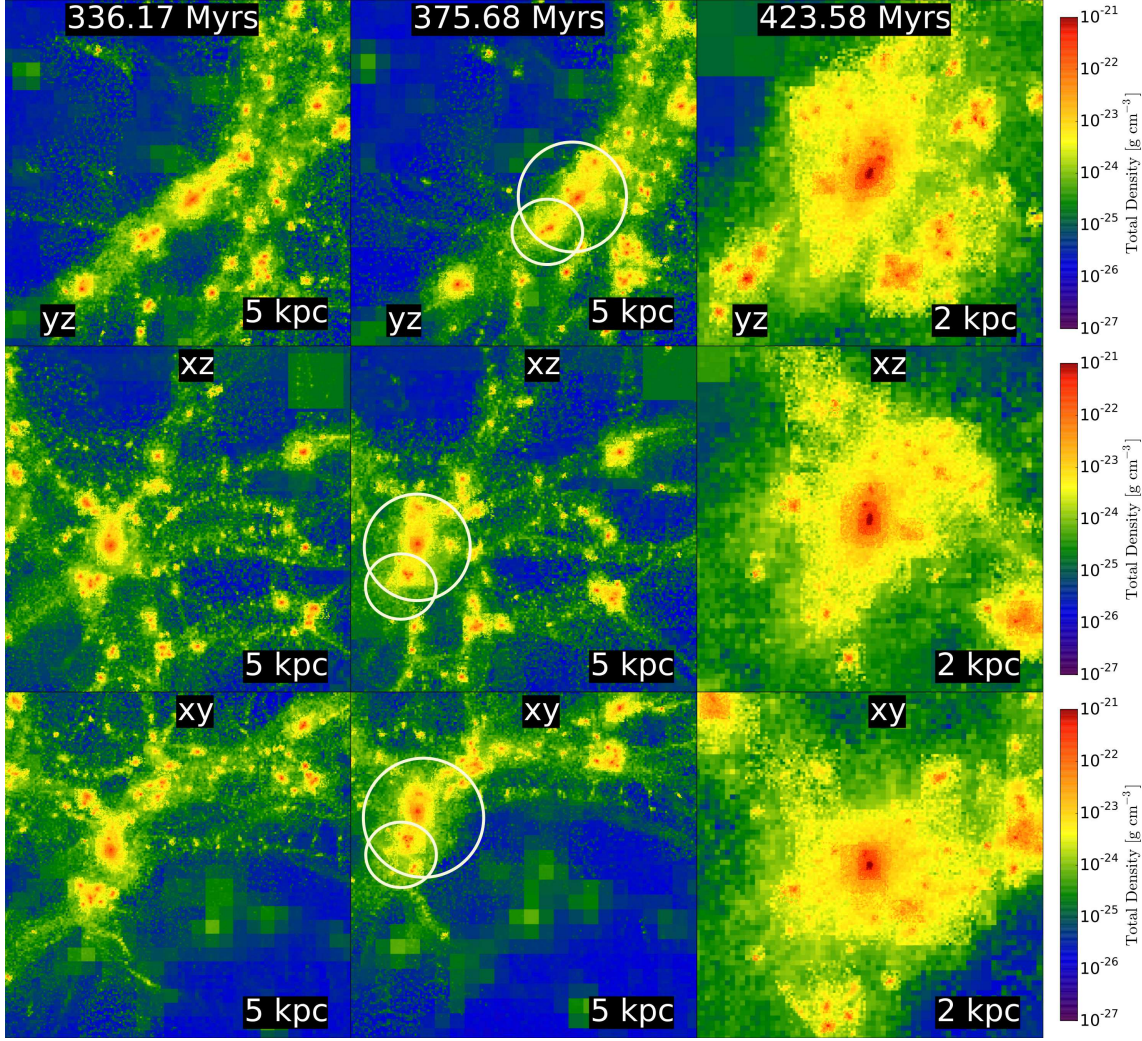 336.17 Myrs
375.68 Myrs
423.58 Myrs
yz
5 kpc
yz
5 kpc
yz
2 kpc
10⁻²¹
10⁻²²
10⁻²³
10⁻²⁴
10⁻²⁵
10⁻²⁶
10⁻²⁷
Total Density [g cm⁻³]
xz
5 kpc
xz
5 kpc
xz
2 kpc
10⁻²¹
10⁻²²
10⁻²³
10⁻²⁴
10⁻²⁵
10⁻²⁶
10⁻²⁷
Total Density [g cm⁻³]
xy
5 kpc
xy
5 kpc
xy
2 kpc
10⁻²¹
10⁻²²
10⁻²³
10⁻²⁴
10⁻²⁵
10⁻²⁶
10⁻²⁷
Total Density [g cm⁻³]